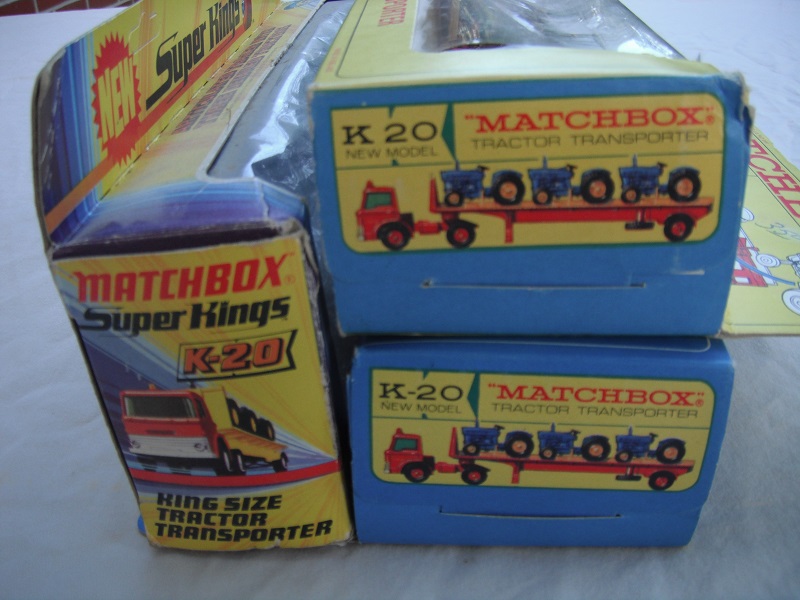 NEW
Super Kings
MATCHBOX®
Super Kings
K-20
KING SIZE
TRACTOR
TRANSPORTER
TRANSPORTER
K 20
NEW MODEL
"MATCHBOX"®
TRACTOR TRANSPORTER
K-20
NEW MODEL
"MATCHBOX"®
TRACTOR TRANSPORTER